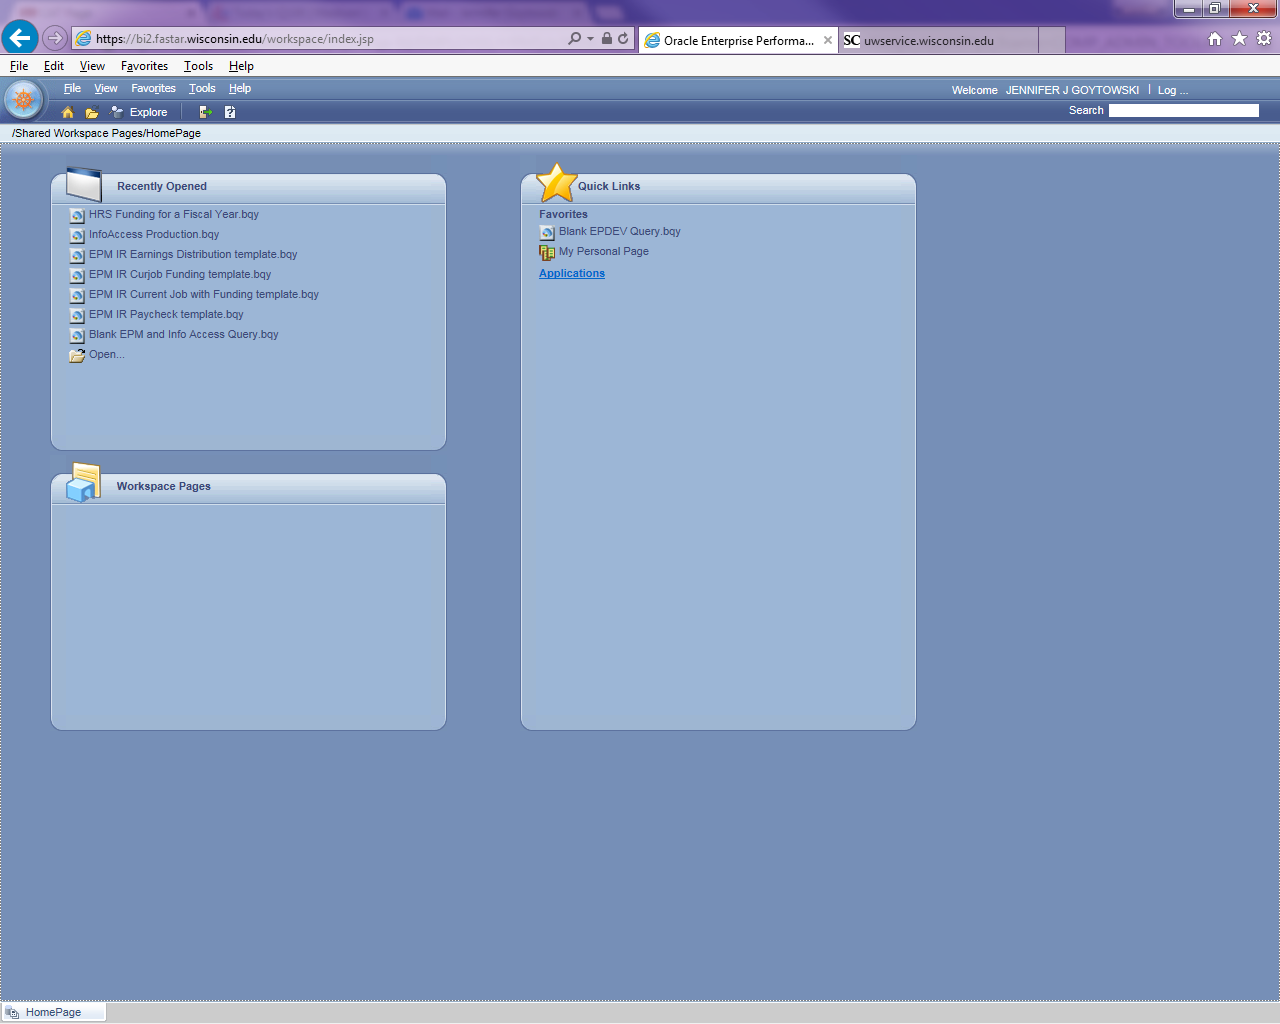 https://bi2.fastar.wisconsin.edu/workspace/index.jsp
Oracle Enterprise Performa...
SC uwservice.wisconsin.edu
File Edit View Favorites Tools Help
File View Favorites Tools Help
Welcome JENNIFER J GOYTOWSKI | Log ...
Explore
Search
/Shared Workspace Pages/HomePage
Recently Opened
HRS Funding for a Fiscal Year.bqy
InfoAccess Production.bqy
EPM IR Earnings Distribution template.bqy
EPM IR Curjob Funding template.bqy
EPM IR Current Job with Funding template.bqy
EPM IR Paycheck template.bqy
Blank EPM and Info Access Query.bqy
Open...
Workspace Pages
Quick Links
Favorites
Blank EPDEV Query.bqy
My Personal Page
Applications
HomePage